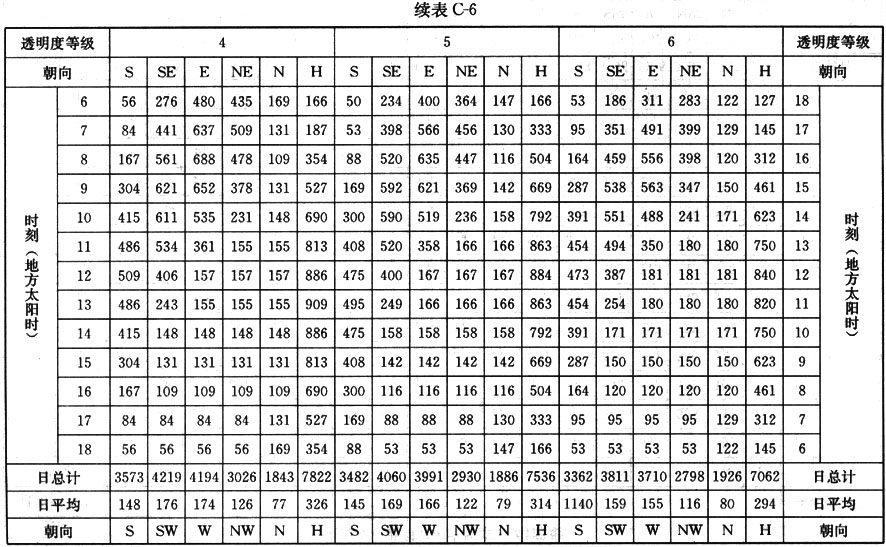 续表 C-6
透明度等级 4 5 6 透明度等级
朝向 S SE E NE N H S SE E NE N H S SE E NE N H 朝向
时刻（地方太阳时） 时刻（地方太阳时）
6 56 276 480 435 169 166 50 234 400 364 147 166 53 186 311 283 122 127 18
7 84 441 637 509 131 187 53 398 566 456 130 333 95 351 491 399 129 145 17
8 167 561 688 478 109 354 88 520 635 447 116 504 164 459 556 398 120 312 16
9 304 621 652 378 131 527 169 592 621 369 142 669 287 538 563 347 150 461 15
10 415 611 535 231 148 690 300 590 519 236 158 792 391 551 488 241 171 623 14
11 486 534 361 155 155 813 408 520 358 166 166 863 454 494 350 180 180 750 13
12 509 406 157 157 157 886 475 400 167 167 167 884 473 387 181 181 181 840 12
13 486 243 155 155 155 909 495 249 166 166 166 863 454 254 180 180 180 820 11
14 415 148 148 148 148 886 475 158 158 158 158 792 391 171 171 171 171 750 10
15 304 131 131 131 131 813 408 142 142 142 142 669 287 150 150 150 150 623 9
16 167 109 109 109 109 690 300 116 116 116 116 504 164 120 120 120 120 461 8
17 84 84 84 84 131 527 169 88 88 88 130 333 95 95 95 95 129 312 7
18 56 56 56 56 169 354 88 53 53 53 147 166 53 53 53 53 122 145 6
日总计 3573 4219 4194 3026 1843 7822 3482 4060 3991 2930 1886 7536 3362 3811 3710 2798 1926 7062 日总计
日平均 148 176 174 126 77 326 145 169 166 122 79 314 1140 159 155 116 80 294 日平均
朝向 S SW W NW N H S SW W NW N H S SW W NW N H 朝向